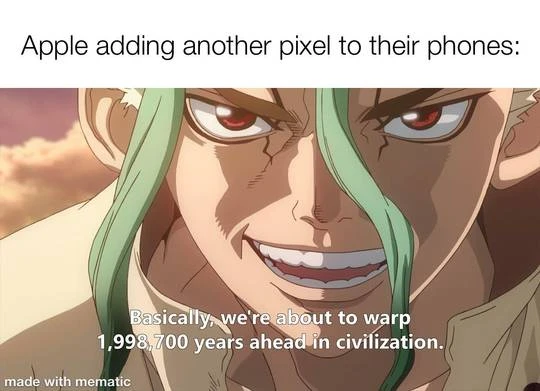 Apple adding another pixel to their phones:
Basically, we're about to warp
1,998,700 years ahead in civilization.
made with mematic